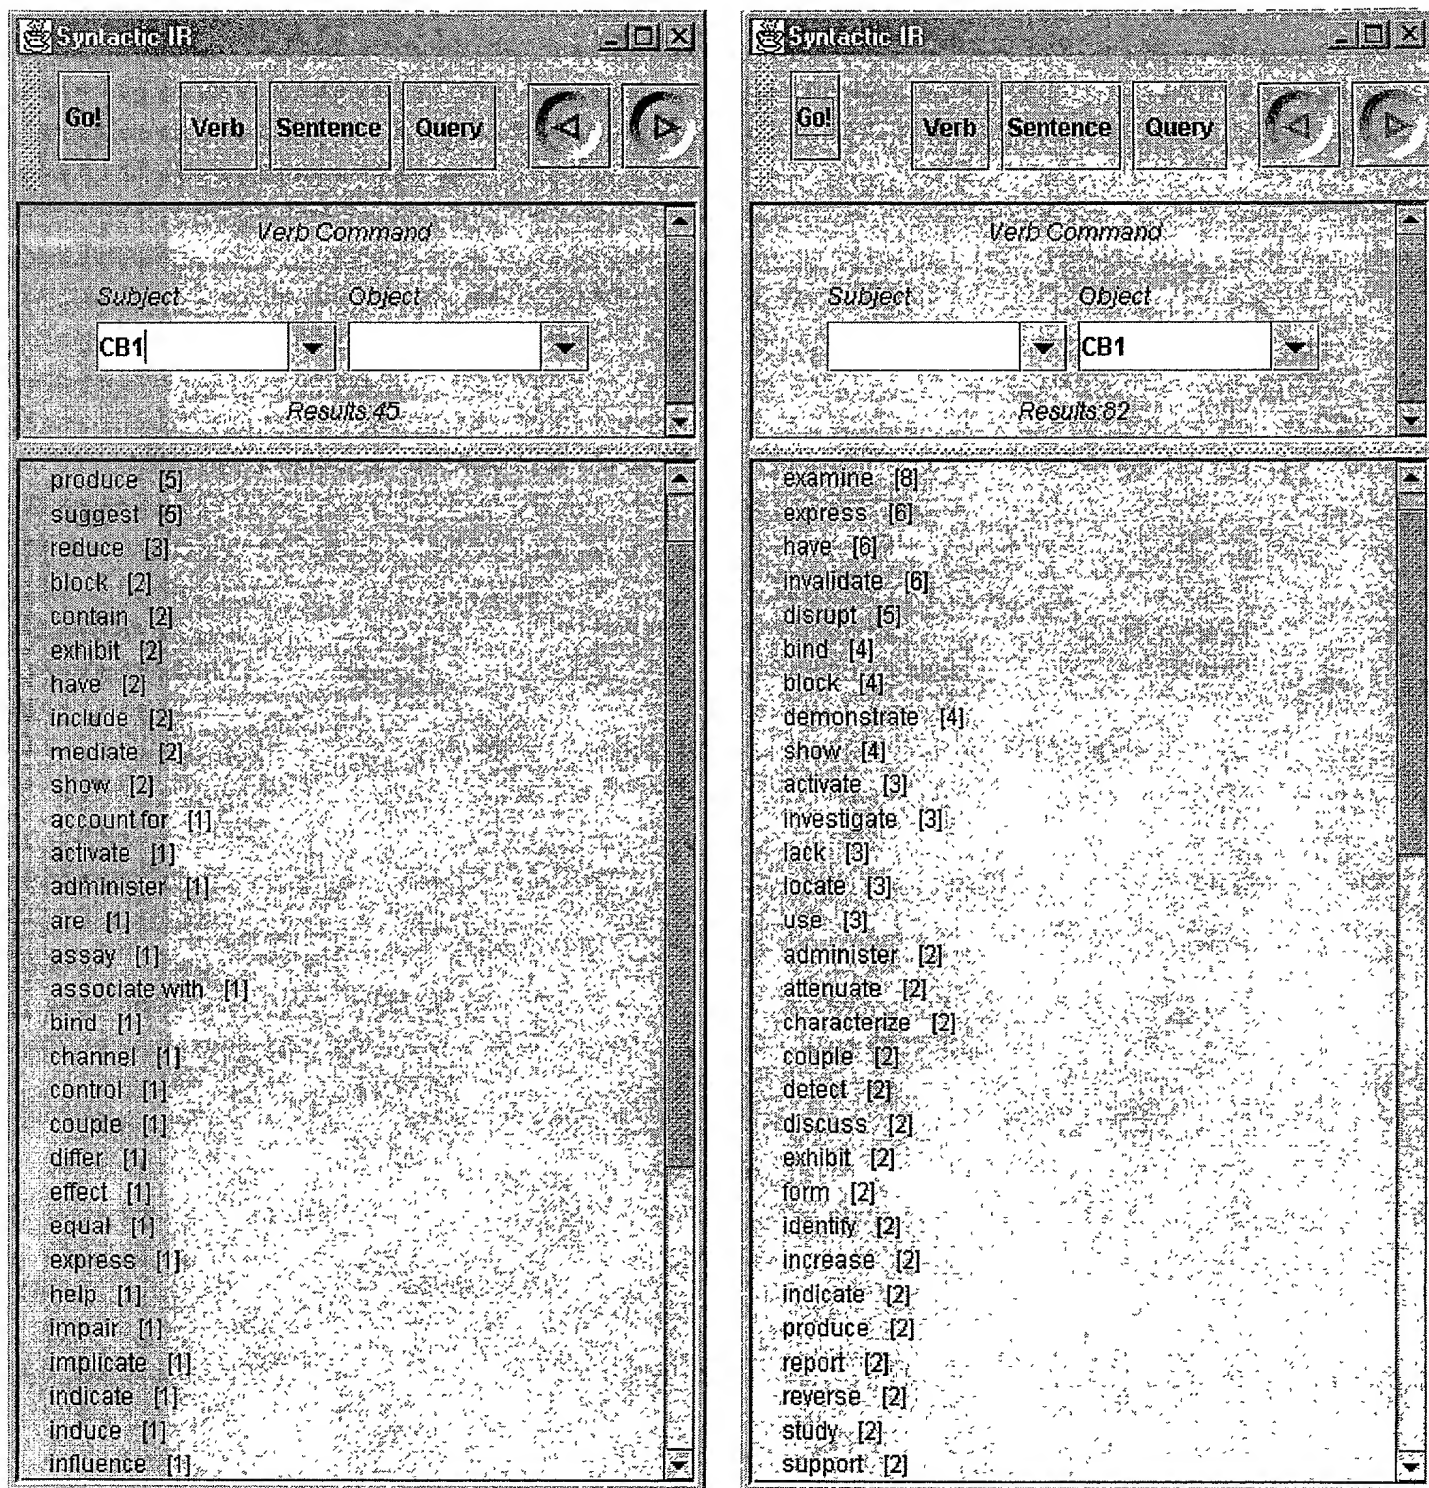 Syntactic IR
Go! Verb Sentence Query
Verb Command
Subject Object
CB1
Results:45
produce [5]
suggest [5]
reduce [3]
block [2]
contain [2]
exhibit [2]
have [2]
include [2]
mediate [2]
show [2]
account for [1]
activate [1]
administer [1]
are [1]
assay [1]
associate with [1]
bind [1]
channel [1]
control [1]
couple [1]
differ [1]
effect [1]
equal [1]
express [1]
help [1]
impair [1]
implicate [1]
indicate [1]
induce [1]
influence [1]
Syntactic IR
Go! Verb Sentence Query
Verb Command
Subject Object
CB1
Results:82
examine [8]
express [6]
have [6]
invalidate [6]
disrupt [5]
bind [4]
block [4]
demonstrate [4]
show [4]
activate [3]
investigate [3]
lack [3]
locate [3]
use [3]
administer [2]
attenuate [2]
characterize [2]
couple [2]
detect [2]
discuss [2]
exhibit [2]
form [2]
identify [2]
increase [2]
indicate [2]
produce [2]
report [2]
reverse [2]
study [2]
support [2]